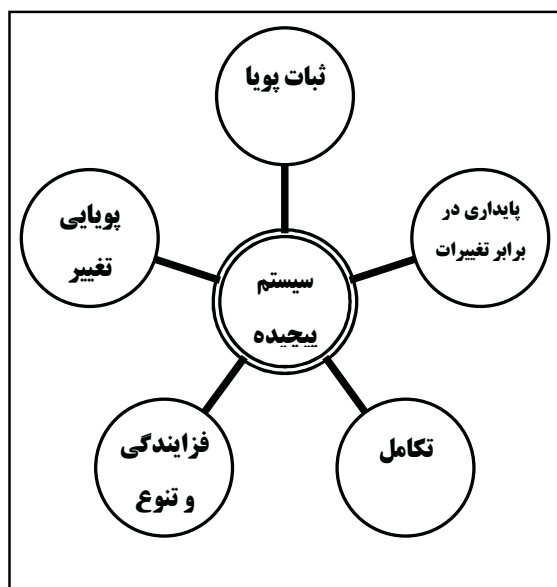 ثبات پویا
پایداری در
برابر تغییرات
پویایی
تغییر
سیستم
پیچیده
فزایندگی
و تنوع
تکامل